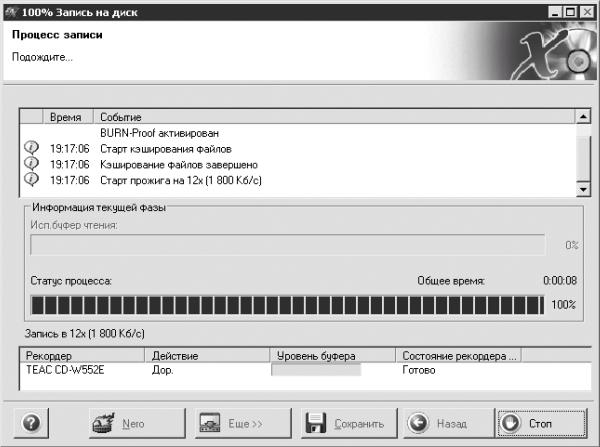 100% Запись на диск
Процесс записи
Подождите...
Время Событие
BURN-Proof активирован
19:17:06 Старт кэширования файлов
19:17:06 Кэширование файлов завершено
19:17:06 Старт прожига на 12x (1 800 Кб/с)
Информация текущей фазы
Исп.буфер чтения:
0%
Статус процесса: Общее время: 0:00:08
100%
Запись в 12x (1 800 Кб/с)
Рекордер Действие Уровень буфера Состояние рекордера ...
TEAC CD-W552E Дор. Готово
Nero Еще >> Сохранить Назад Стоп